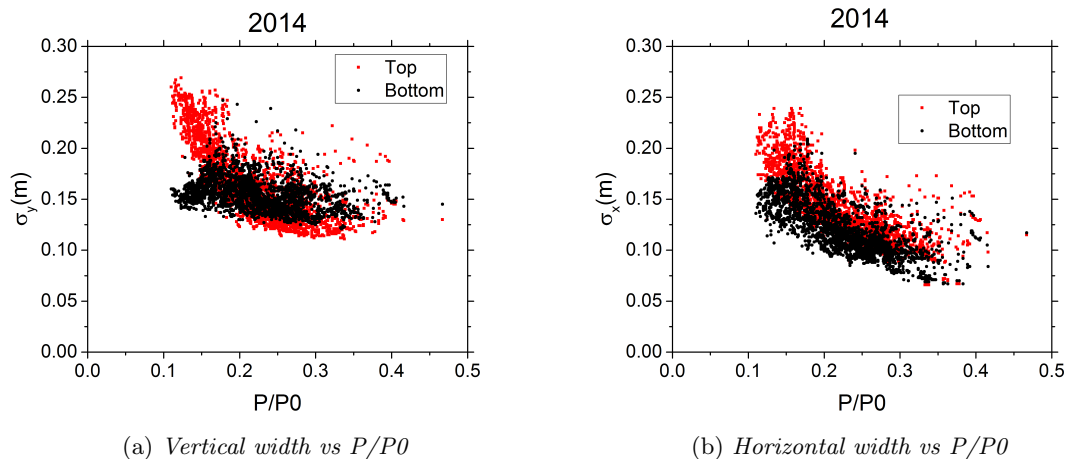 2014
0.30
0.25
0.20
0.15
0.10
0.05
0.00
σy(m)
Top
Bottom
0.0 0.1 0.2 0.3 0.4 0.5
P/P0
(a) Vertical width vs P/P0
2014
0.30
0.25
0.20
0.15
0.10
0.05
0.00
σx(m)
Top
Bottom
0.0 0.1 0.2 0.3 0.4 0.5
P/P0
(b) Horizontal width vs P/P0